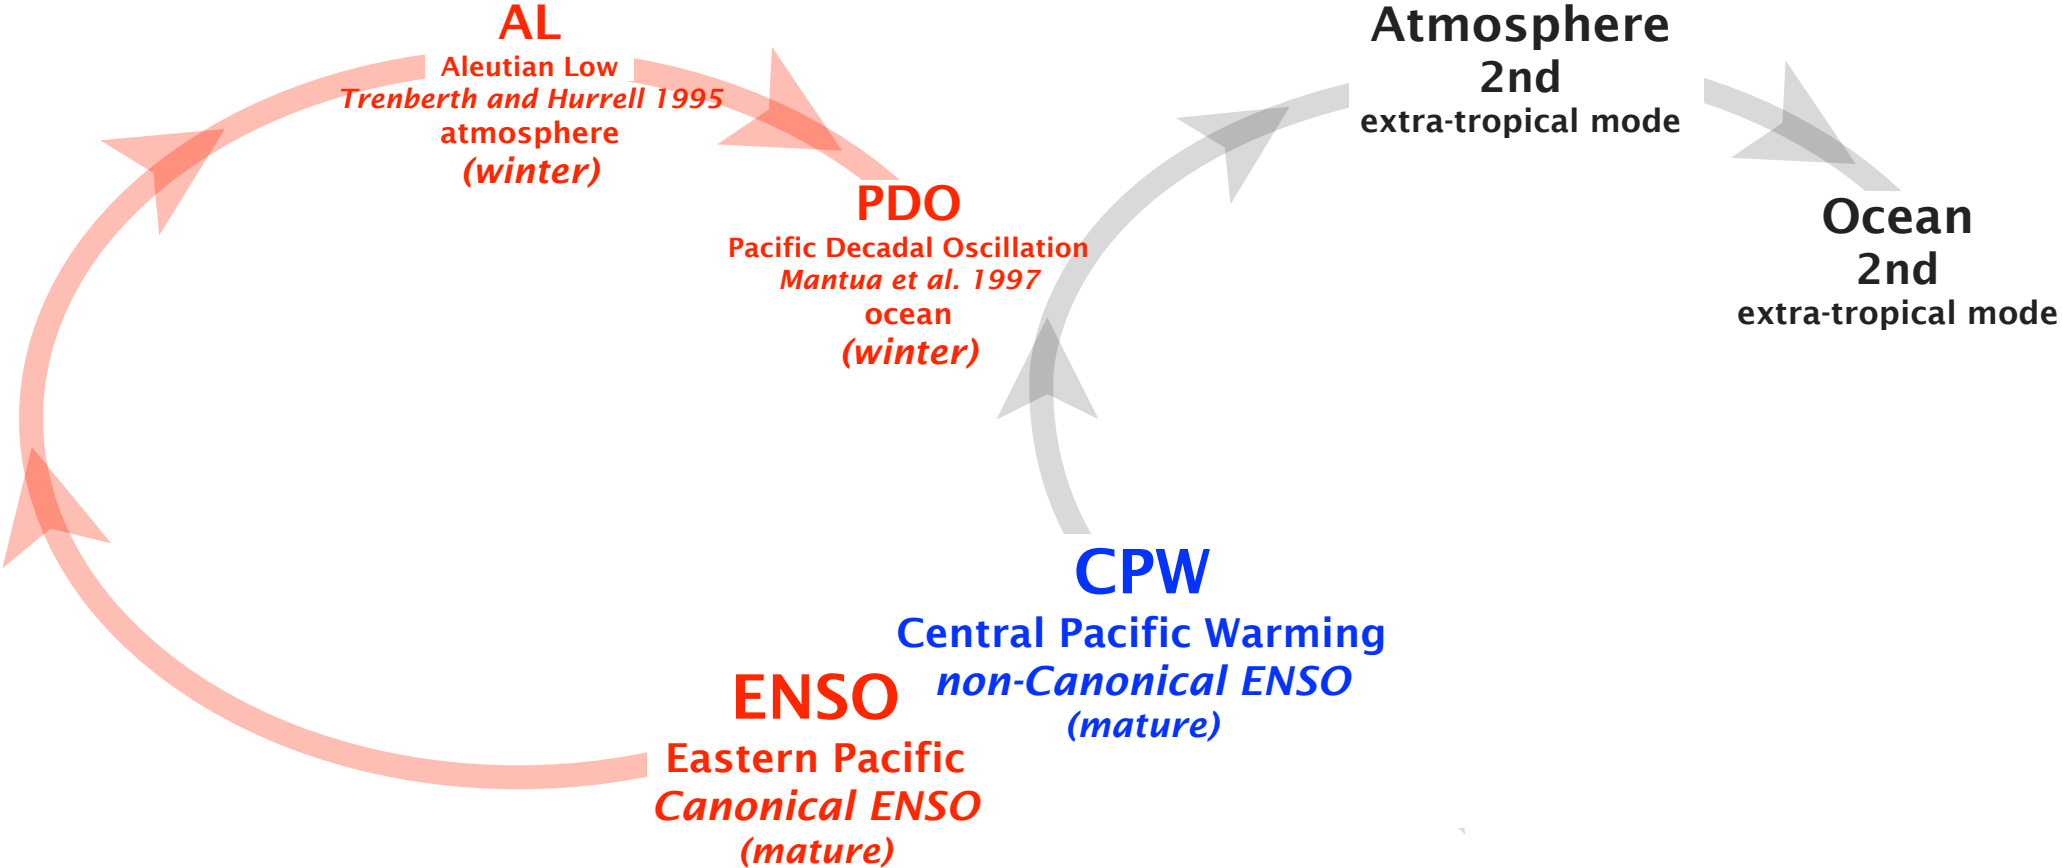 AL
Aleutian Low
Trenberth and Hurrell 1995
atmosphere
(winter)
PDO
Pacific Decadal Oscillation
Mantua et al. 1997
ocean
(winter)
Atmosphere
2nd
extra-tropical mode
Ocean
2nd
extra-tropical mode
CPW
Central Pacific Warming
non-Canonical ENSO
(mature)
ENSO
Eastern Pacific
Canonical ENSO
(mature)